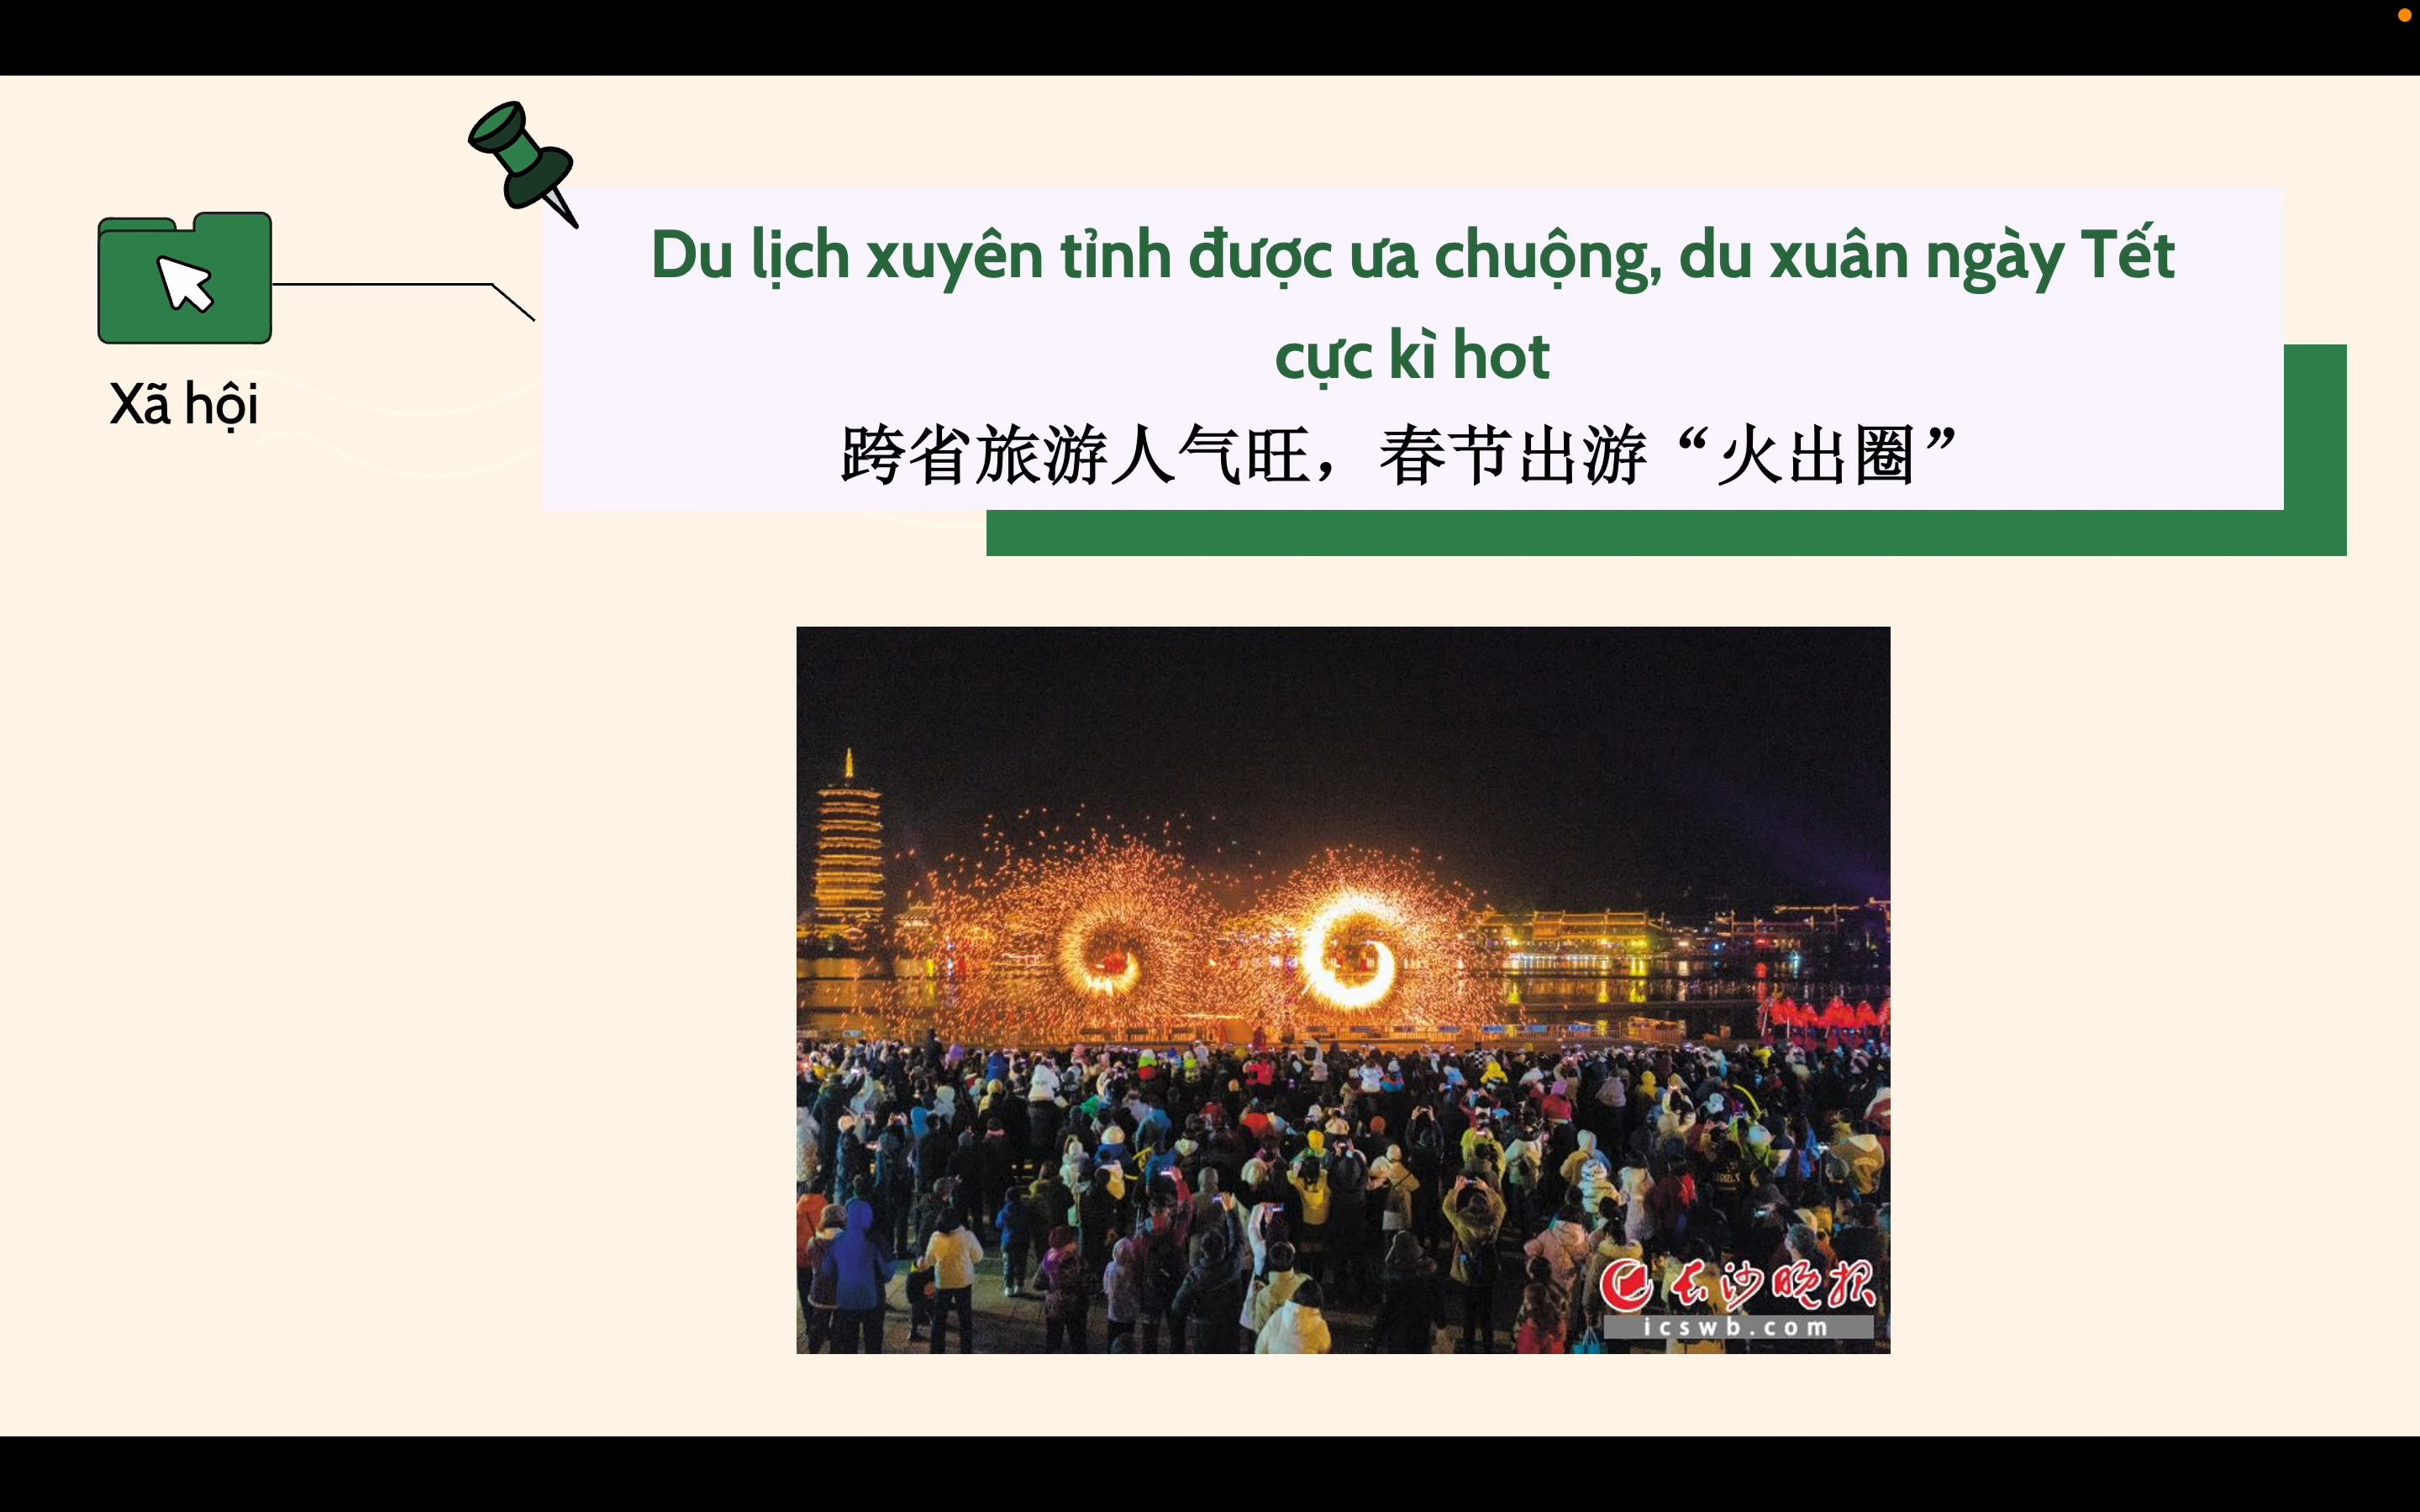 Du lịch xuyên tỉnh được ưa chuộng, du xuân ngày Tết
cực kì hot
跨省旅游人气旺，春节出游“火出圈”
Xã hội
长沙晚报
icswb.com